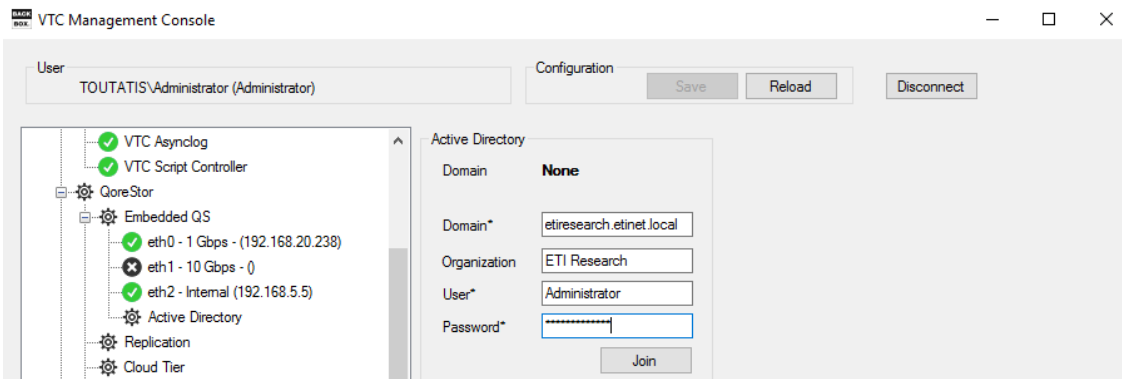 BACK
BOX.
VTC Management Console
User
TOUTATIS\Administrator (Administrator)
Configuration
Save
Reload
Disconnect
VTC Asynclog
VTC Script Controller
QoreStor
Embedded QS
eth0 - 1 Gbps - (192.168.20.238)
eth1 - 10 Gbps - ()
eth2 - Internal (192.168.5.5)
Active Directory
Replication
Cloud Tier
Active Directory
Domain None
Domain* etiresearch.etinet.local
Organization ETI Research
User* Administrator
Password* *************
Join